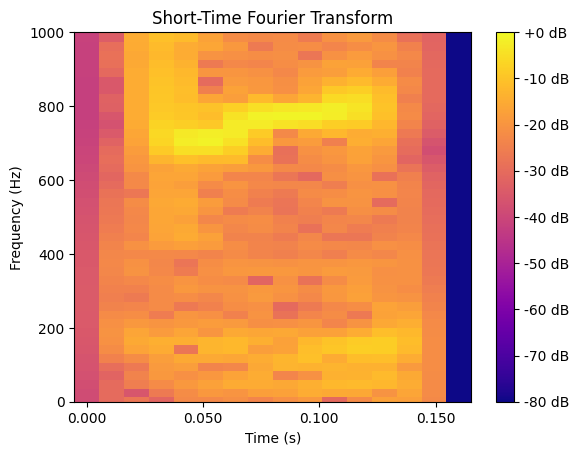 Short-Time Fourier Transform
Frequency (Hz)
1000
800
600
400
200
0
0.000
0.050
0.100
0.150
Time (s)
+0 dB
-10 dB
-20 dB
-30 dB
-40 dB
-50 dB
-60 dB
-70 dB
-80 dB